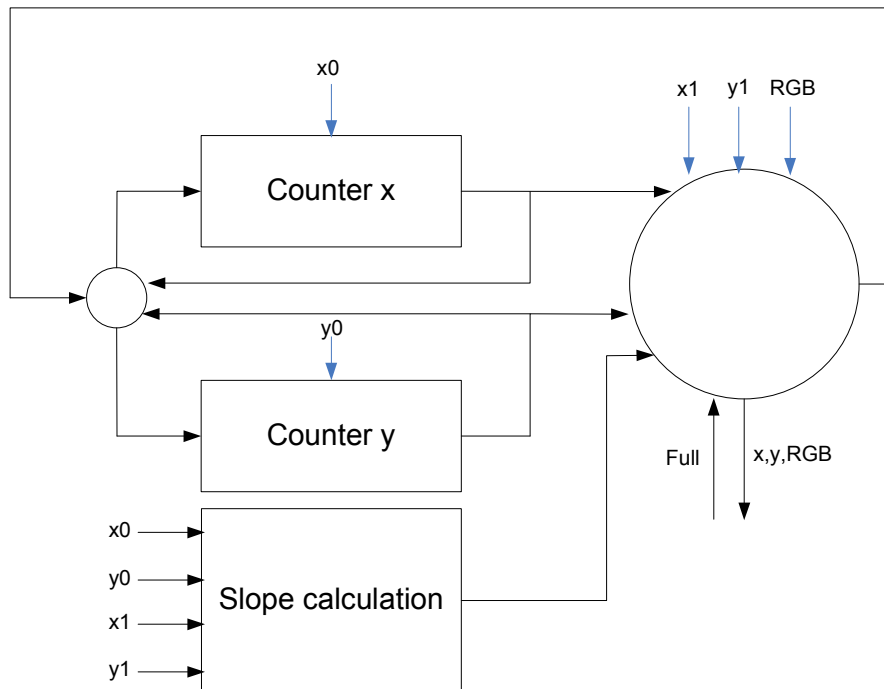 x0
x1
y1
RGB
Counter x
y0
Counter y
Full
x,y,RGB
x0
y0
x1
y1
Slope calculation